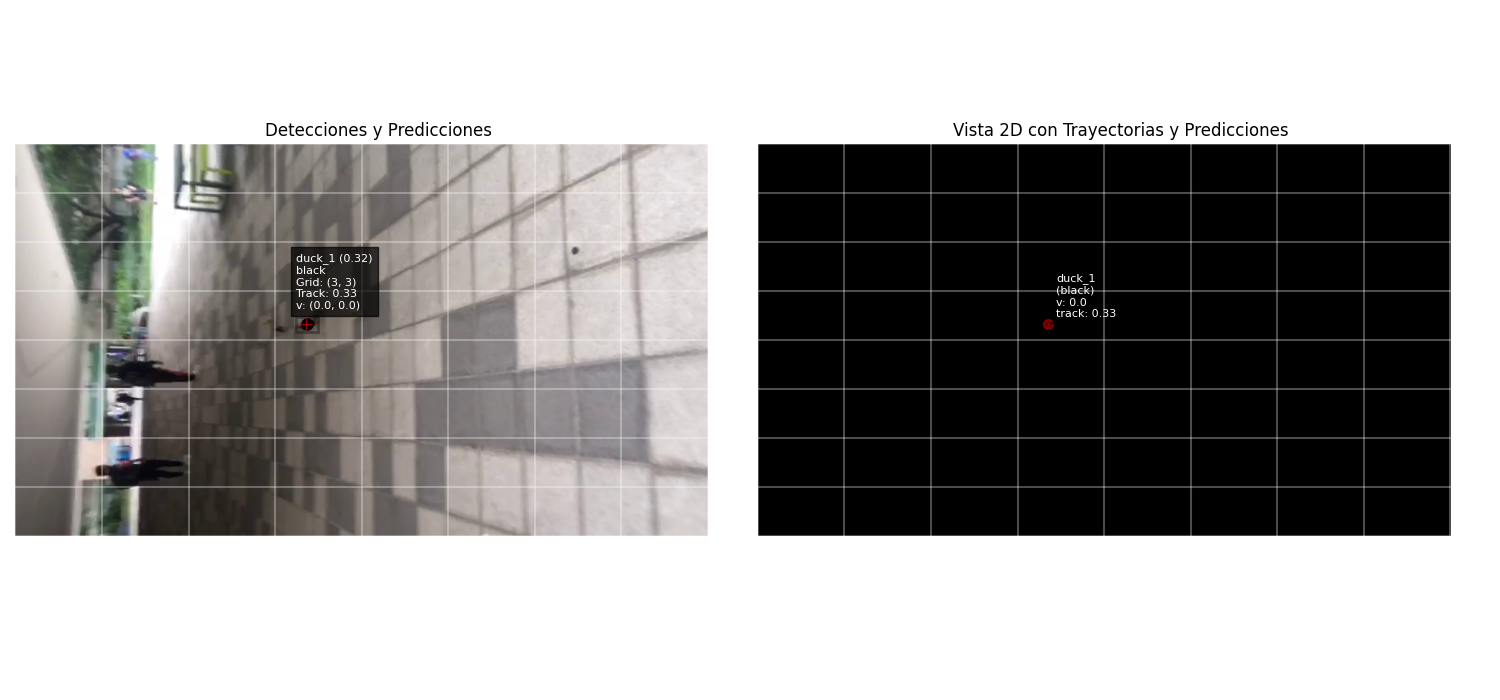 Detecciones y Predicciones
duck_1 (0.32)
black
Grid: (3, 3)
Track: 0.33
v: (0.0, 0.0)
Vista 2D con Trayectorias y Predicciones
duck_1
(black)
v: 0.0
track: 0.33